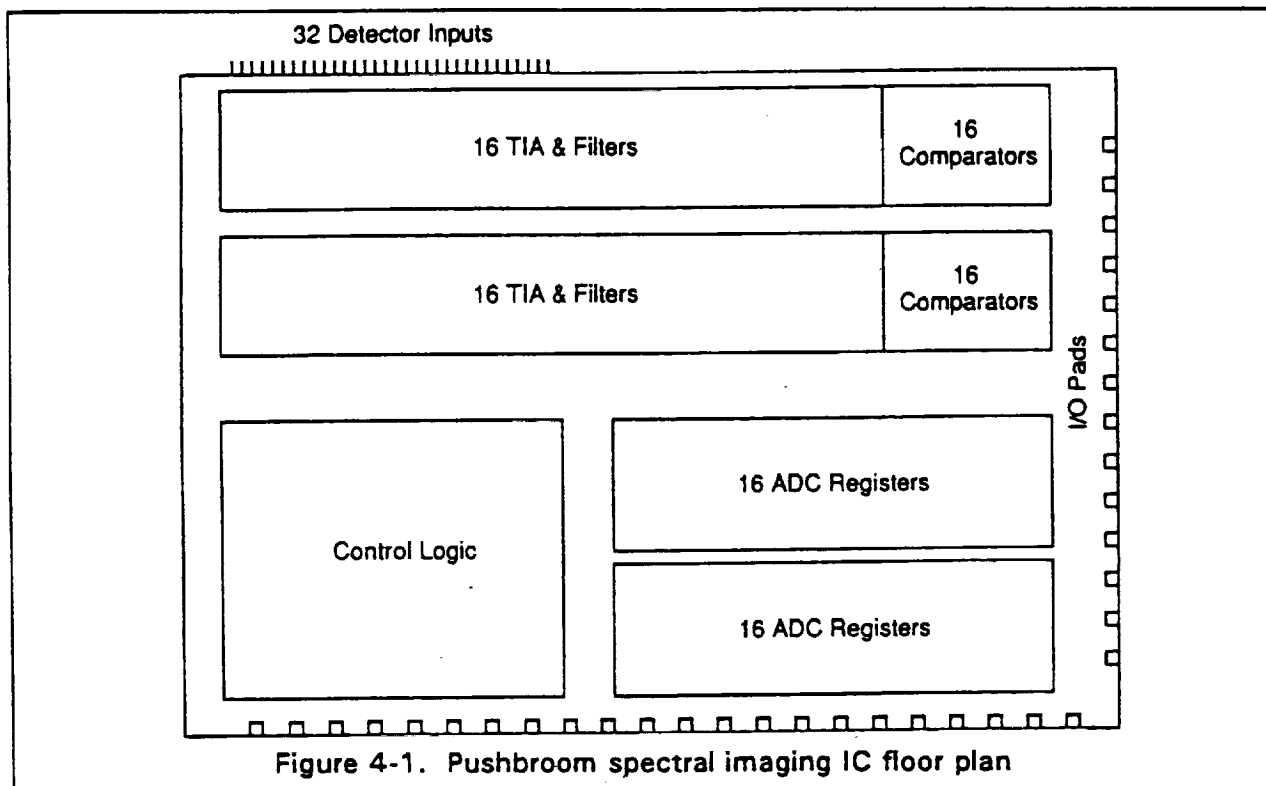 32 Detector Inputs
16 TIA & Filters
16
Comparators
16 TIA & Filters
16
Comparators
I/O Pads
Control Logic
16 ADC Registers
16 ADC Registers
Figure 4-1. Pushbroom spectral imaging IC floor plan